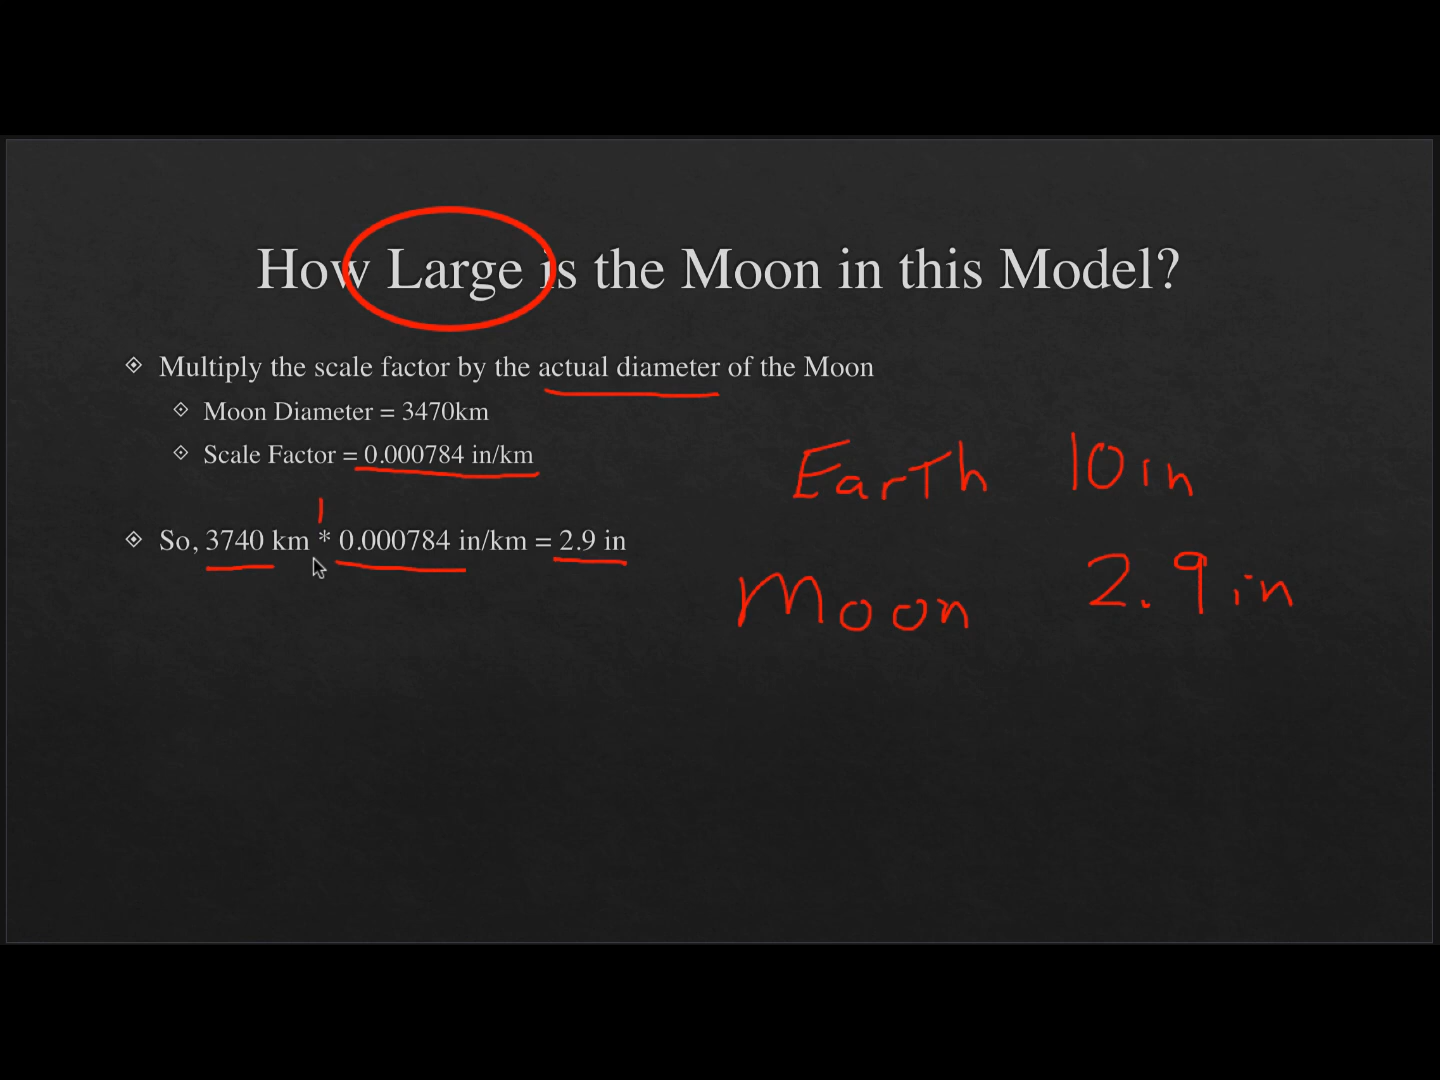 How Large is the Moon in this Model?
Multiply the scale factor by the actual diameter of the Moon
Moon Diameter = 3470km
Scale Factor = 0.000784 in/km
So, 3740 km * 0.000784 in/km = 2.9 in
Earth 10in
Moon 2.9in